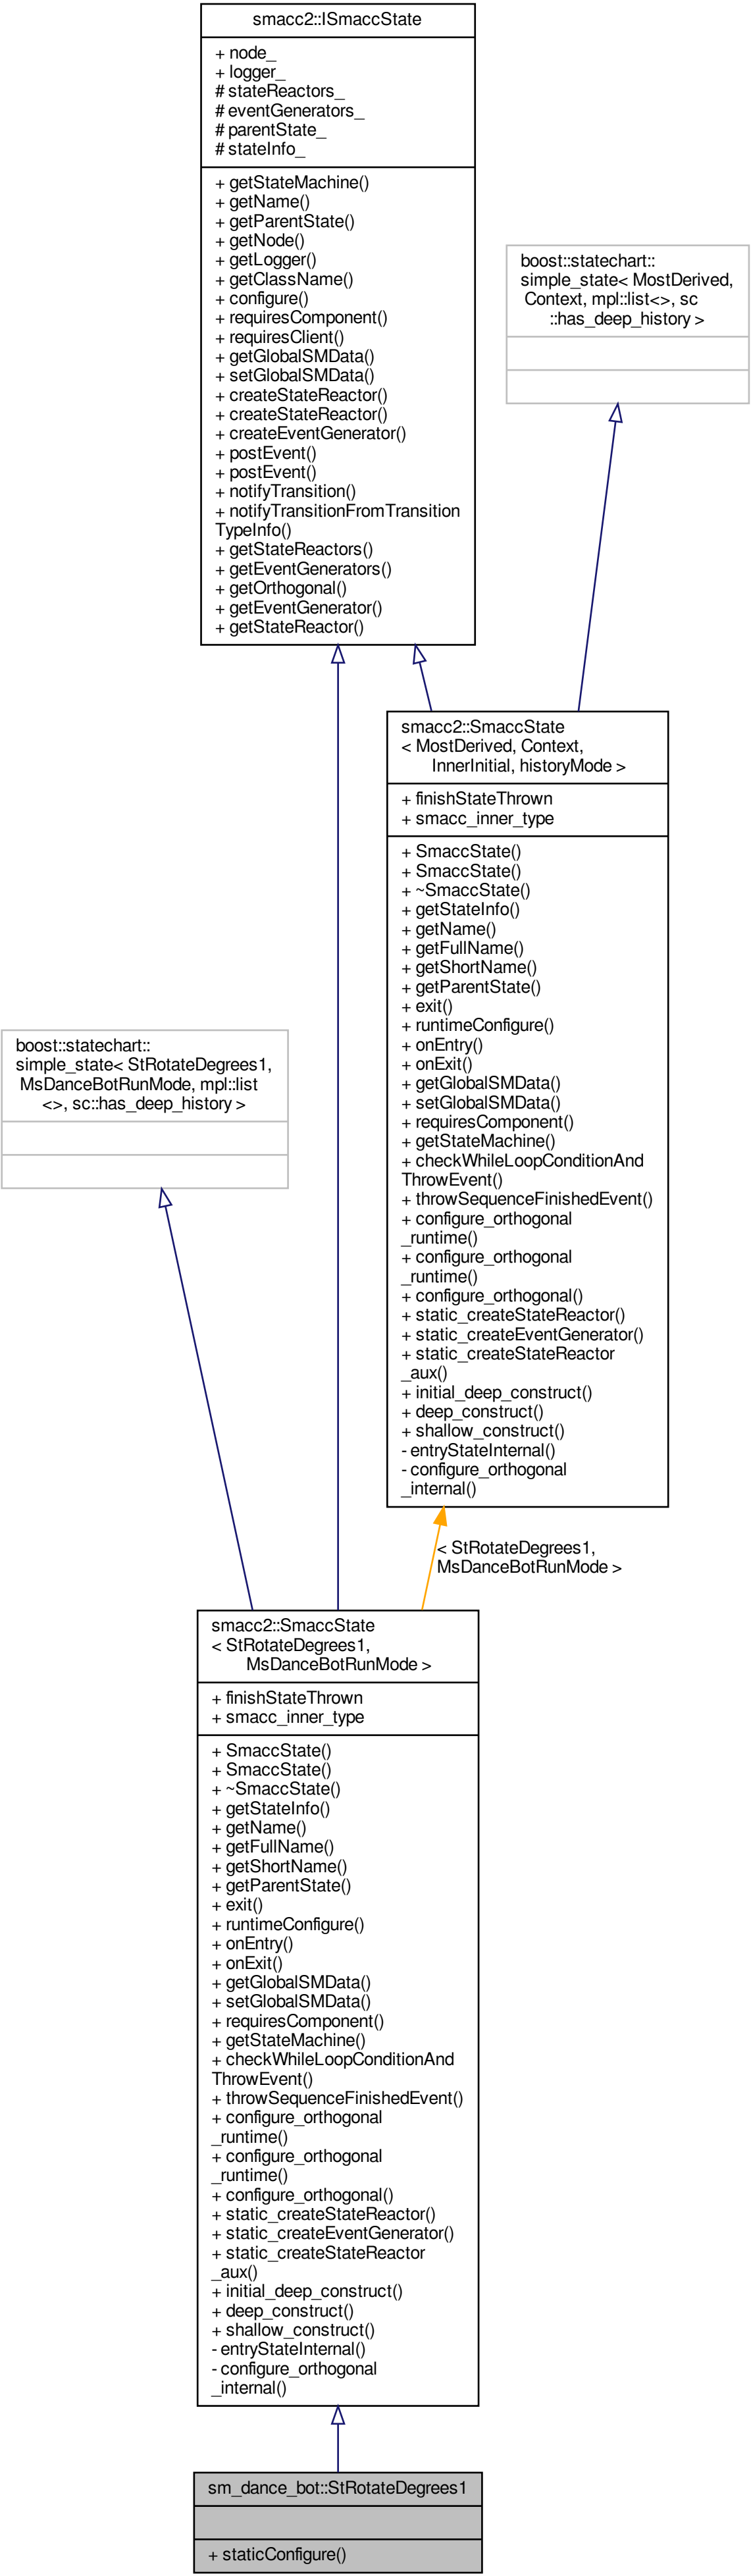 smacc2::ISmaccState
+ node_
+ logger_
# stateReactors_
# eventGenerators_
# parentState_
# stateInfo_
+ getStateMachine()
+ getName()
+ getParentState()
+ getNode()
+ getLogger()
+ getClassName()
+ configure()
+ requiresComponent()
+ requiresClient()
+ getGlobalSMData()
+ setGlobalSMData()
+ createStateReactor()
+ createStateReactor()
+ createEventGenerator()
+ postEvent()
+ postEvent()
+ notifyTransition()
+ notifyTransitionFromTransition
TypeInfo()
+ getStateReactors()
+ getEventGenerators()
+ getOrthogonal()
+ getEventGenerator()
+ getStateReactor()
boost::statechart::
simple_state< MostDerived,
Context, mpl::list<>, sc
::has_deep_history >
smacc2::SmaccState
< MostDerived, Context,
InnerInitial, historyMode >
+ finishStateThrown
+ smacc_inner_type
+ SmaccState()
+ SmaccState()
+ ~SmaccState()
+ getStateInfo()
+ getName()
+ getFullName()
+ getShortName()
+ getParentState()
+ exit()
+ runtimeConfigure()
+ onEntry()
+ onExit()
+ getGlobalSMData()
+ setGlobalSMData()
+ requiresComponent()
+ getStateMachine()
+ checkWhileLoopConditionAnd
ThrowEvent()
+ throwSequenceFinishedEvent()
+ configure_orthogonal
_runtime()
+ configure_orthogonal
_runtime()
+ configure_orthogonal()
+ static_createStateReactor()
+ static_createEventGenerator()
+ static_createStateReactor
_aux()
+ initial_deep_construct()
+ deep_construct()
+ shallow_construct()
- entryStateInternal()
- configure_orthogonal
_internal()
boost::statechart::
simple_state< StRotateDegrees1,
MsDanceBotRunMode, mpl::list
<>, sc::has_deep_history >
< StRotateDegrees1,
MsDanceBotRunMode >
smacc2::SmaccState
< StRotateDegrees1,
MsDanceBotRunMode >
+ finishStateThrown
+ smacc_inner_type
+ SmaccState()
+ SmaccState()
+ ~SmaccState()
+ getStateInfo()
+ getName()
+ getFullName()
+ getShortName()
+ getParentState()
+ exit()
+ runtimeConfigure()
+ onEntry()
+ onExit()
+ getGlobalSMData()
+ setGlobalSMData()
+ requiresComponent()
+ getStateMachine()
+ checkWhileLoopConditionAnd
ThrowEvent()
+ throwSequenceFinishedEvent()
+ configure_orthogonal
_runtime()
+ configure_orthogonal
_runtime()
+ configure_orthogonal()
+ static_createStateReactor()
+ static_createEventGenerator()
+ static_createStateReactor
_aux()
+ initial_deep_construct()
+ deep_construct()
+ shallow_construct()
- entryStateInternal()
- configure_orthogonal
_internal()
sm_dance_bot::StRotateDegrees1
+ staticConfigure()